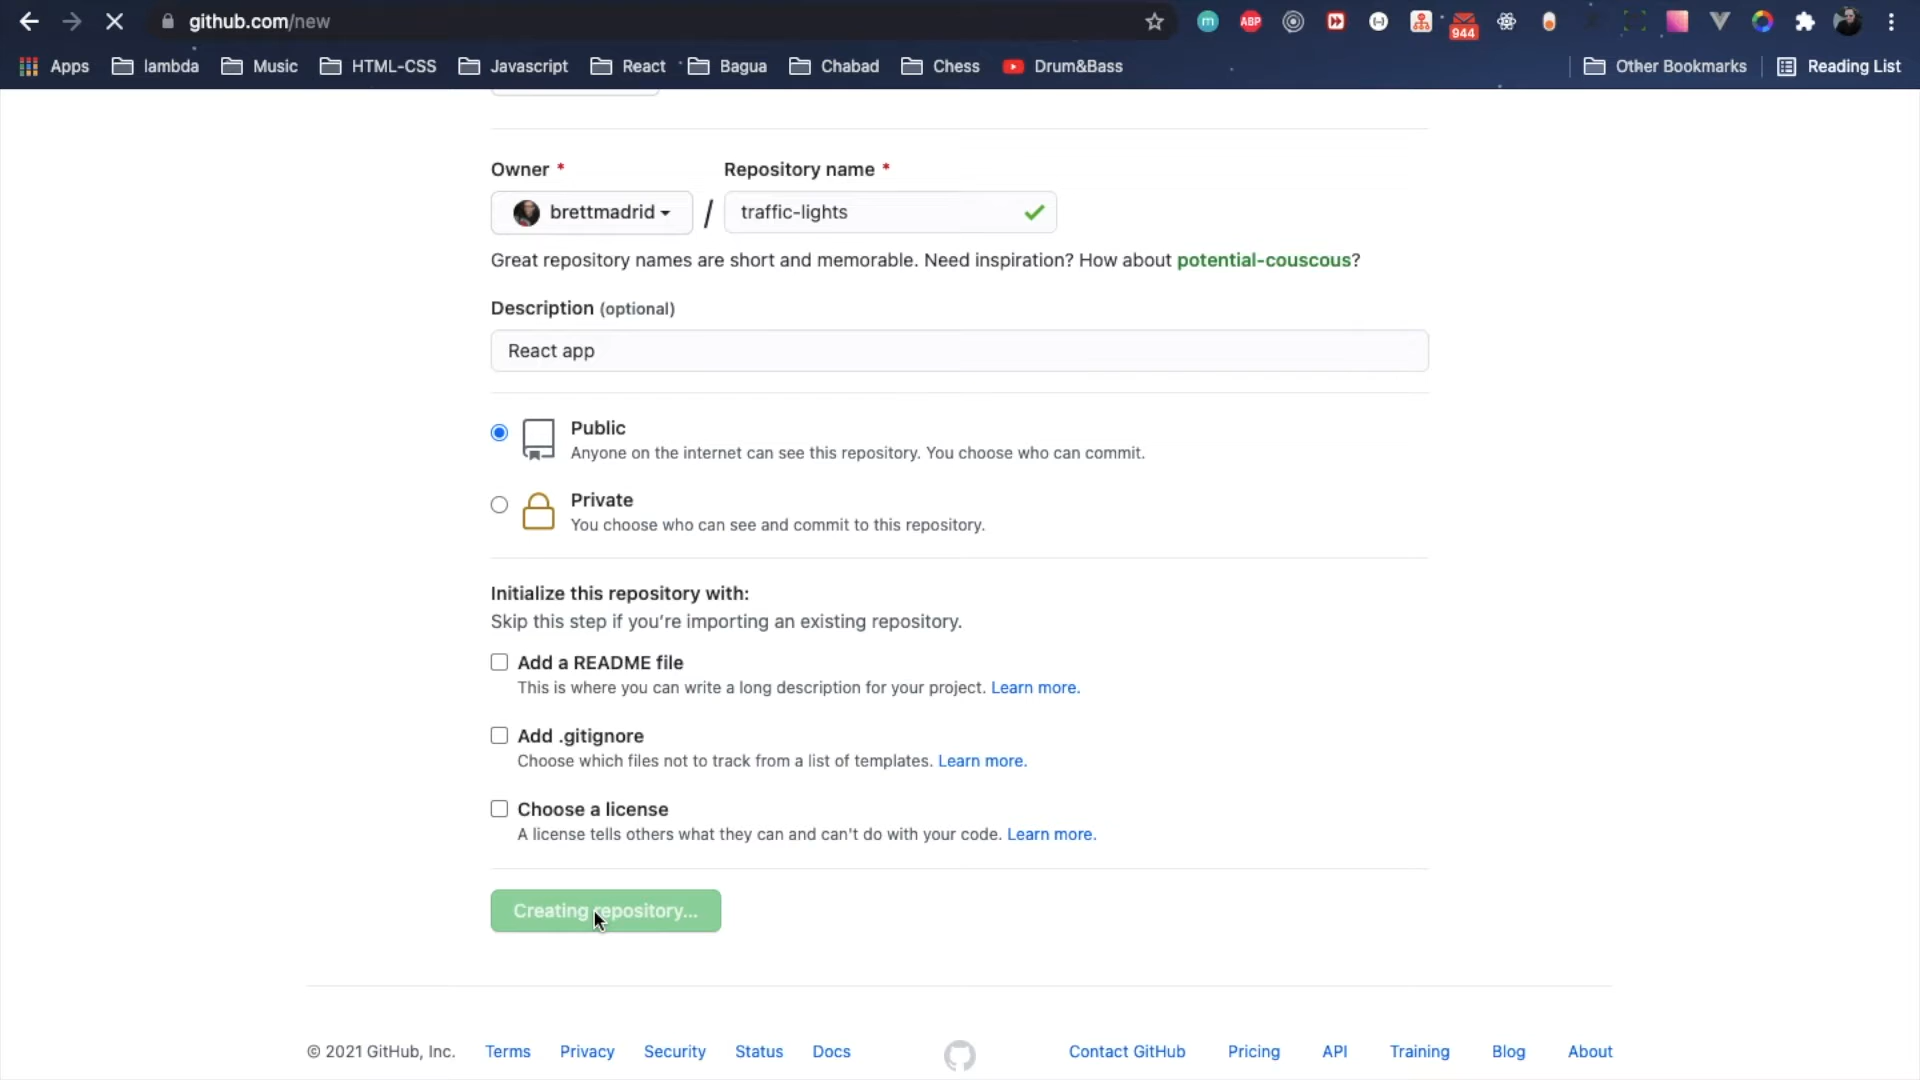 github.com/new
ABP
944
Apps lambda Music HTML-CSS Javascript React Bagua Chabad Chess Drum&Bass Other Bookmarks Reading List
Owner * Repository name *
brettmadrid / traffic-lights
Great repository names are short and memorable. Need inspiration? How about potential-couscous?
Description (optional)
React app
Public
Anyone on the internet can see this repository. You choose who can commit.
Private
You choose who can see and commit to this repository.
Initialize this repository with:
Skip this step if you’re importing an existing repository.
Add a README file
This is where you can write a long description for your project. Learn more.
Add .gitignore
Choose which files not to track from a list of templates. Learn more.
Choose a license
A license tells others what they can and can't do with your code. Learn more.
Creating repository...
© 2021 GitHub, Inc. Terms Privacy Security Status Docs Contact GitHub Pricing API Training Blog About